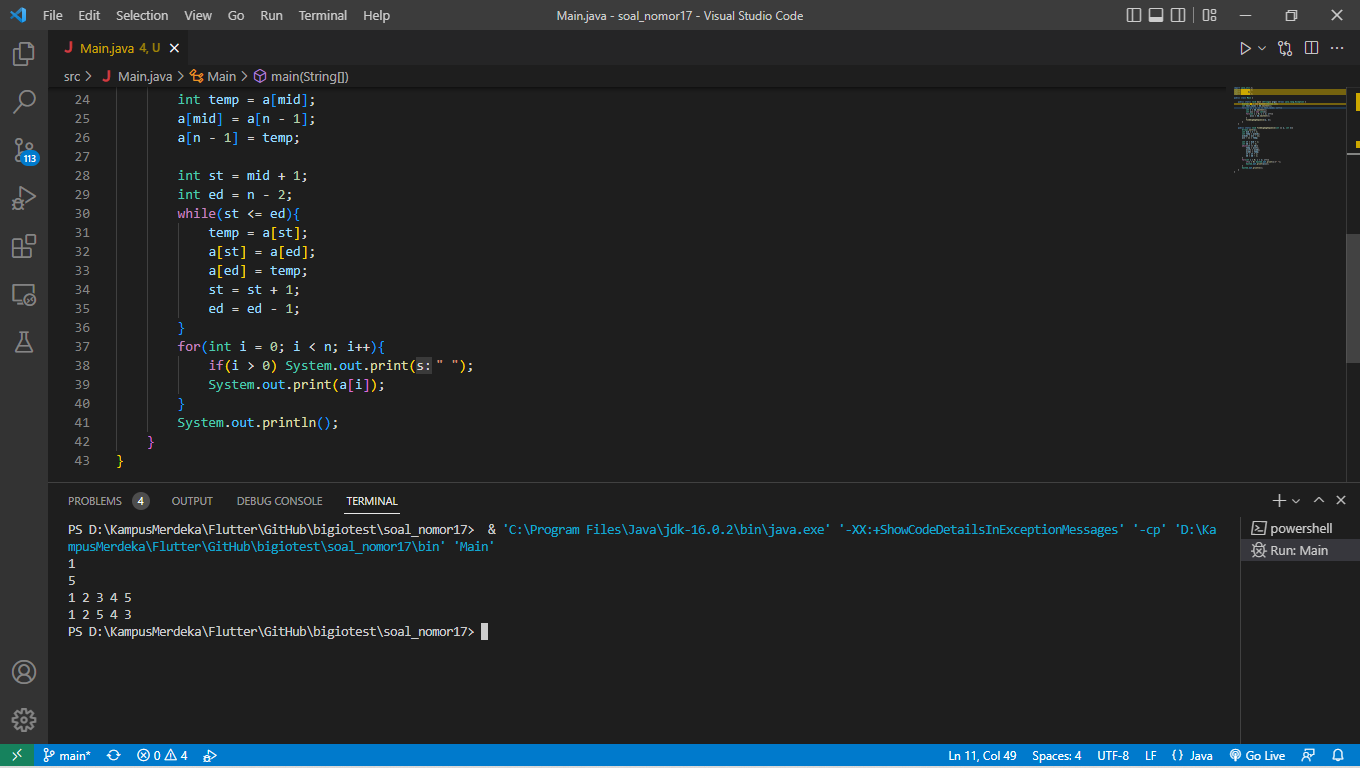 File Edit Selection View Go Run Terminal Help Main.java - soal_nomor17 - Visual Studio Code
J Main.java 4, U
src > J Main.java > Main > main(String[])
24 int temp = a[mid];
25 a[mid] = a[n - 1];
26 a[n - 1] = temp;
27
28 int st = mid + 1;
29 int ed = n - 2;
30 while(st <= ed){
31 temp = a[st];
32 a[st] = a[ed];
33 a[ed] = temp;
34 st = st + 1;
35 ed = ed - 1;
36 }
37 for(int i = 0; i < n; i++){
38 if(i > 0) System.out.print(s:" ");
39 System.out.print(a[i]);
40 }
41 System.out.println();
42 }
43 }
113
PROBLEMS 4 OUTPUT DEBUG CONSOLE TERMINAL
PS D:\KampusMerdeka\Flutter\GitHub\bigiotest\soal_nomor17> & 'C:\Program Files\Java\jdk-16.0.2\bin\java.exe' '-XX:+ShowCodeDetailsInExceptionMessages' '-cp' 'D:\Ka
mpusMerdeka\Flutter\GitHub\bigiotest\soal_nomor17\bin' 'Main'
1
5
1 2 3 4 5
1 2 5 4 3
PS D:\KampusMerdeka\Flutter\GitHub\bigiotest\soal_nomor17>
powershell
Run: Main
main* 0 4 Ln 11, Col 49 Spaces: 4 UTF-8 LF { } Java Go Live